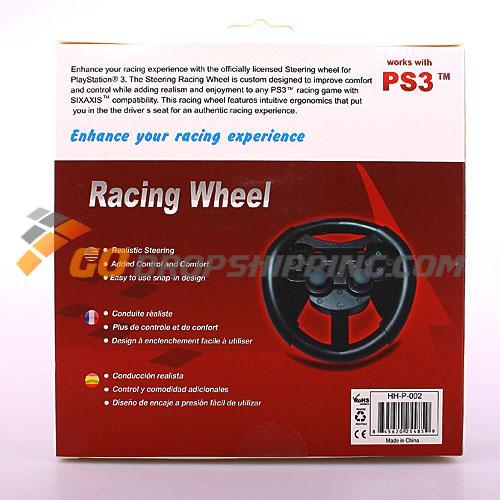 Enhance your racing experience with the officially licensed Steering wheel for
PlayStation® 3. The Steering Racing Wheel is custom designed to improve comfort
and control while adding realism and enjoyment to any PS3™ racing game with
SIXAXIS™ compatibility. This racing wheel features intuitive ergonomics that put
you in the the driver s seat for an authentic racing experience.
works with
PS3™
Enhance your racing experience
Racing Wheel
Realistic Steering
Added Control and Comfort
Easy to use snap-in design
GODROPSHIPPING.COM™
Conduite réaliste
Plus de contrôle et de confort
Design à enclenchement facile à utiliser
Conducción realista
Control y comodidad adicionales
Diseño de encaje a presión fácil de utilizar
RoHS
CE
HH-P-002
Made in China